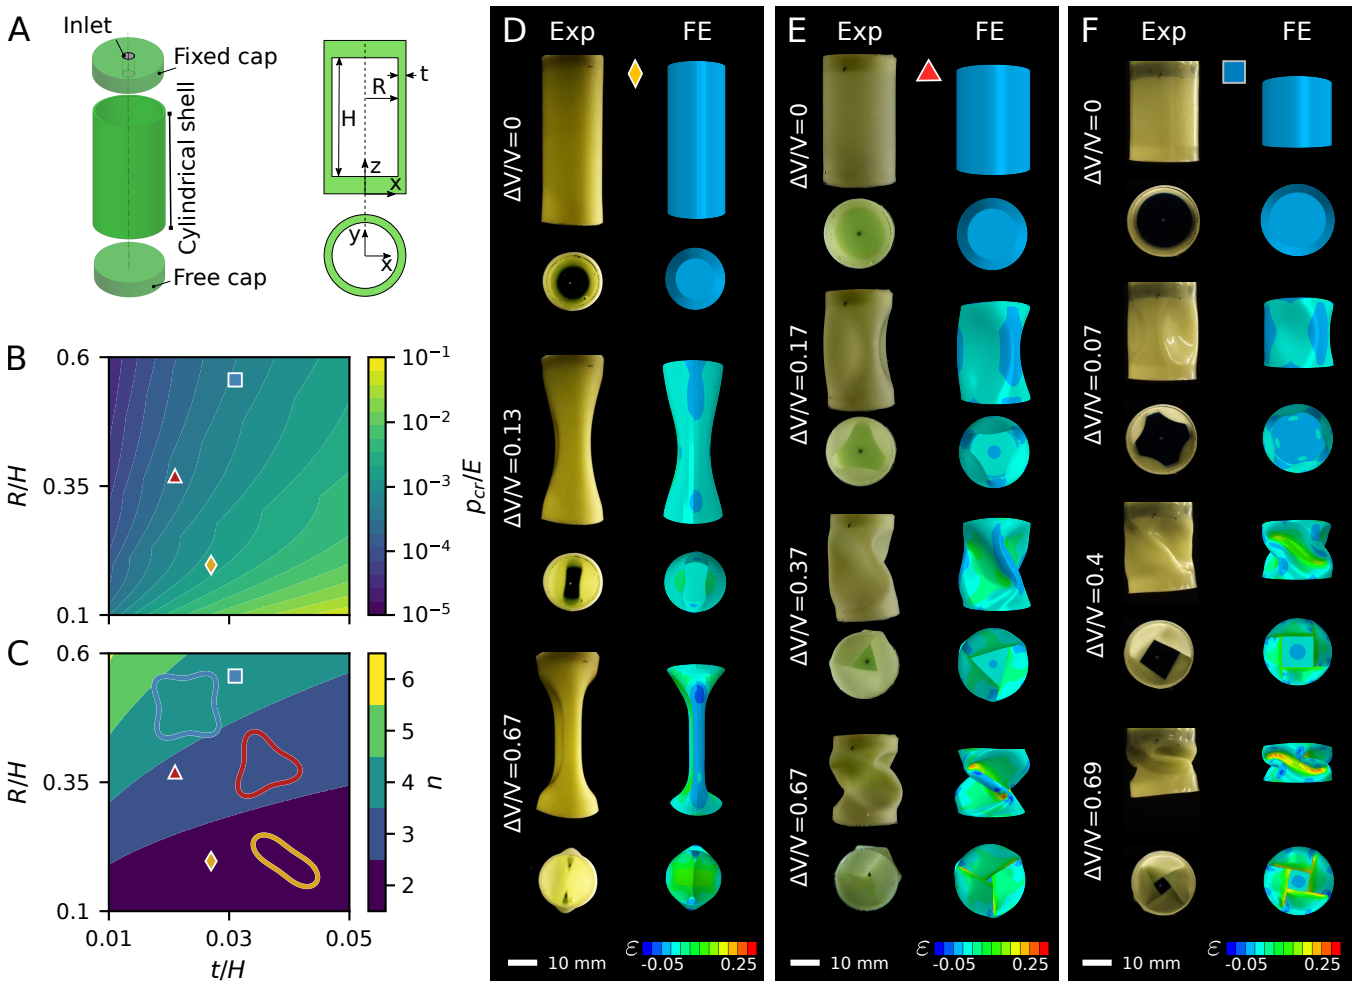 A
Inlet
Fixed cap
Cylindrical shell
Free cap
t
R
H
z
x
y
x
B
0.6
0.35
0.1
R/H
10⁻¹
10⁻²
10⁻³
10⁻⁴
10⁻⁵
p_cr/E
C
0.6
0.35
0.1
R/H
0.01
0.03
0.05
t/H
6
5
4
3
2
n
D
Exp
FE
ΔV/V=0
ΔV/V=0.13
ΔV/V=0.67
ε
-0.05
0.25
10 mm
E
Exp
FE
ΔV/V=0
ΔV/V=0.17
ΔV/V=0.37
ΔV/V=0.67
ε
-0.05
0.25
10 mm
F
Exp
FE
ΔV/V=0
ΔV/V=0.07
ΔV/V=0.4
ΔV/V=0.69
ε
-0.05
0.25
10 mm